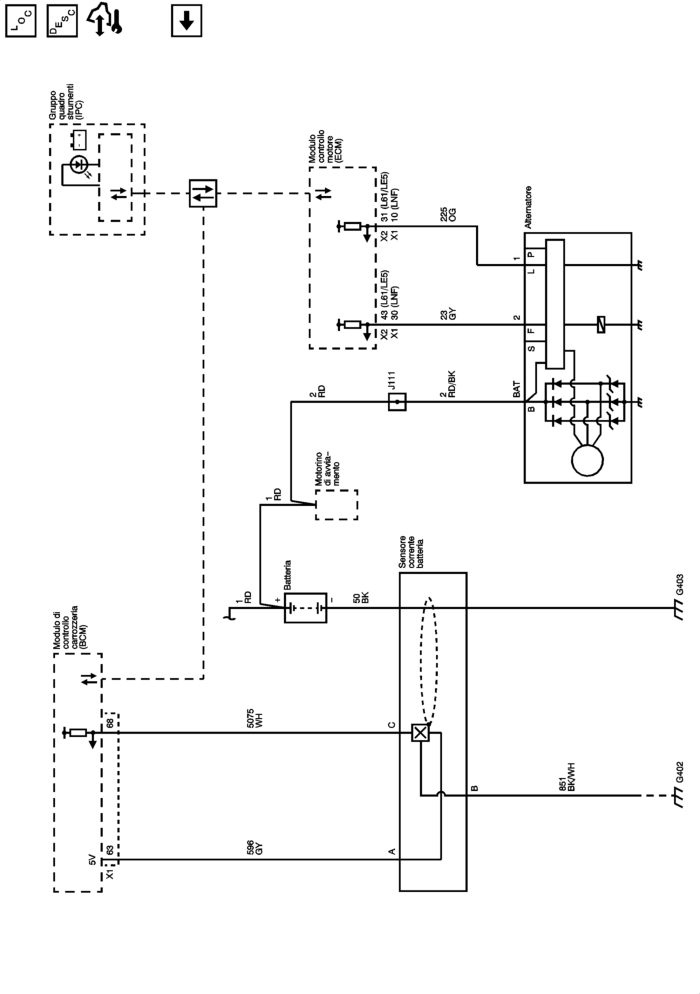 LOC
DESC
Gruppo
quadro
strumenti
(IPC)
Modulo
controllo
motore
(ECM)
X2 43 (L61/LE5)
X1 30 (LNF)
X2 31 (L61/LE5)
X1 10 (LNF)
23
GY
225
OG
Alternatore
BAT
2
1
B
S
F
L
P
2
RD
J111
2
RD/BK
Motorino
di avvia–
mento
1
RD
1
RD
Batteria
+
–
50
BK
Sensore
corrente
batteria
G403
Modulo di
controllo
carrozzeria
(BCM)
5V
X1
63
68
596
GY
5075
WH
A
C
B
851
BK/WH
G402